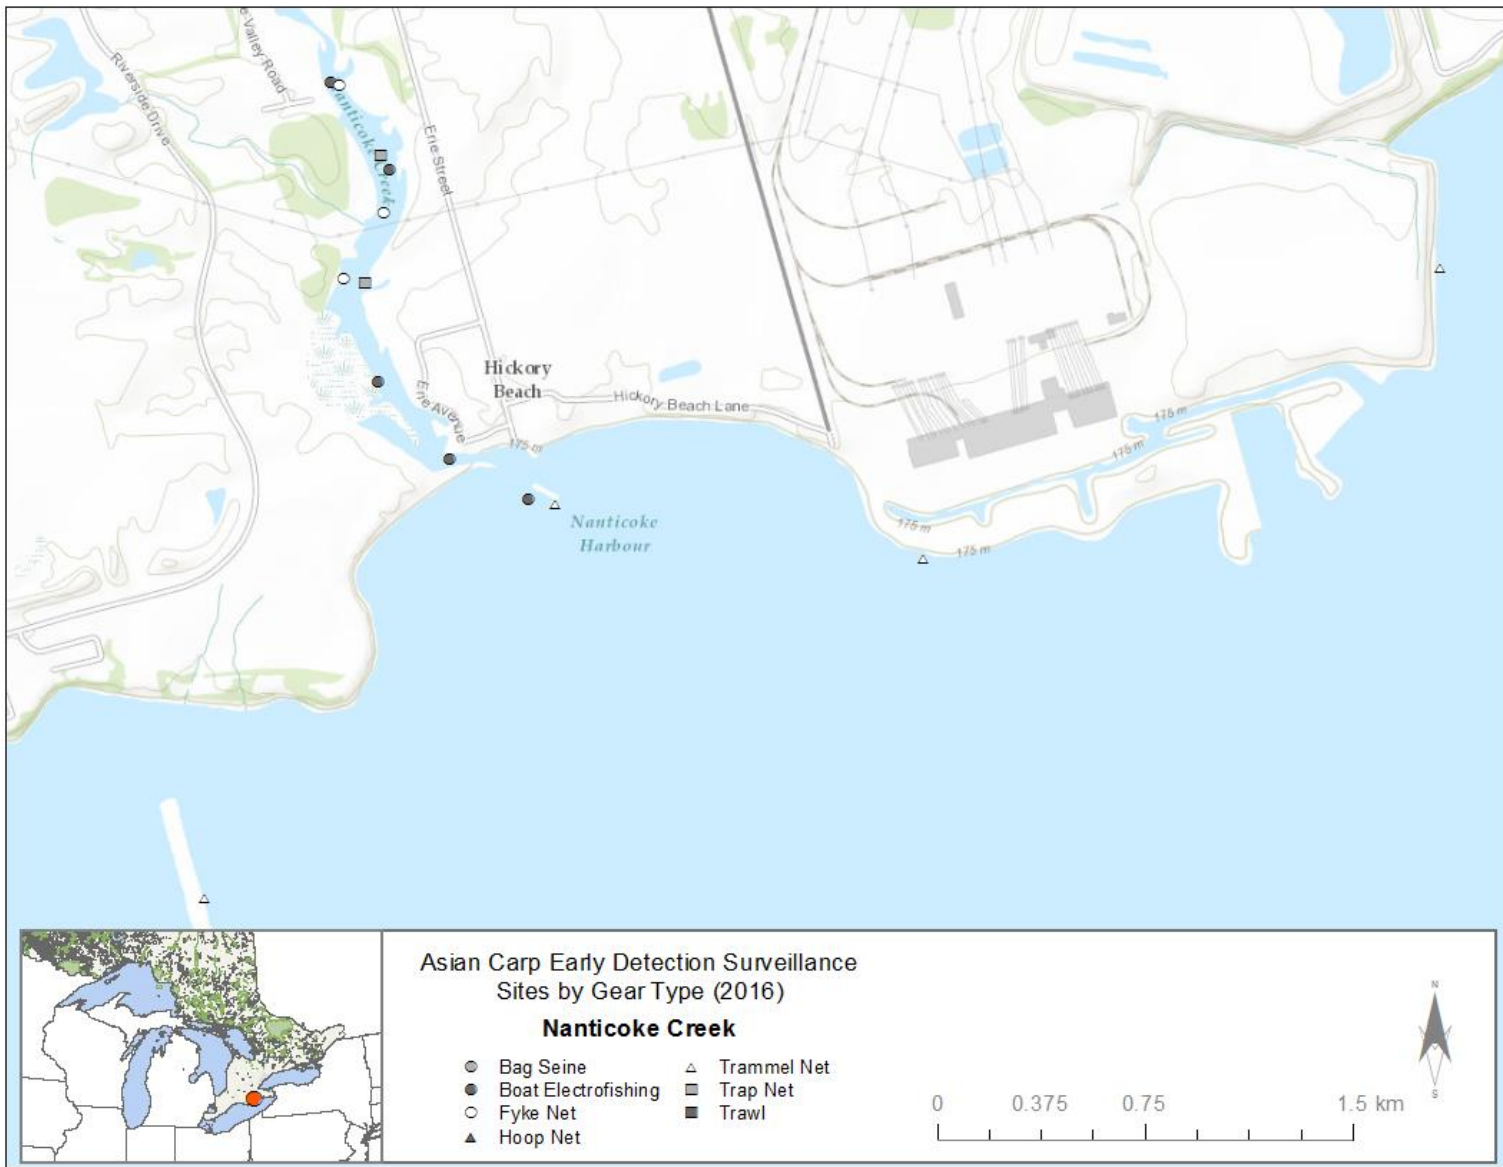 e Valley Road
Riverside Drive
Nanticoke Creek
Erie Street
Hickory
Beach
Erie Avenue
Hickory Beach Lane
175 m
175 m
175 m
Nanticoke
Harbour
175 m
175 m
Asian Carp Early Detection Surveillance
Sites by Gear Type (2016)
Nanticoke Creek
Bag Seine
Boat Electrofishing
Fyke Net
Hoop Net
Trammel Net
Trap Net
Trawl
0 0.375 0.75 1.5 km
N
S